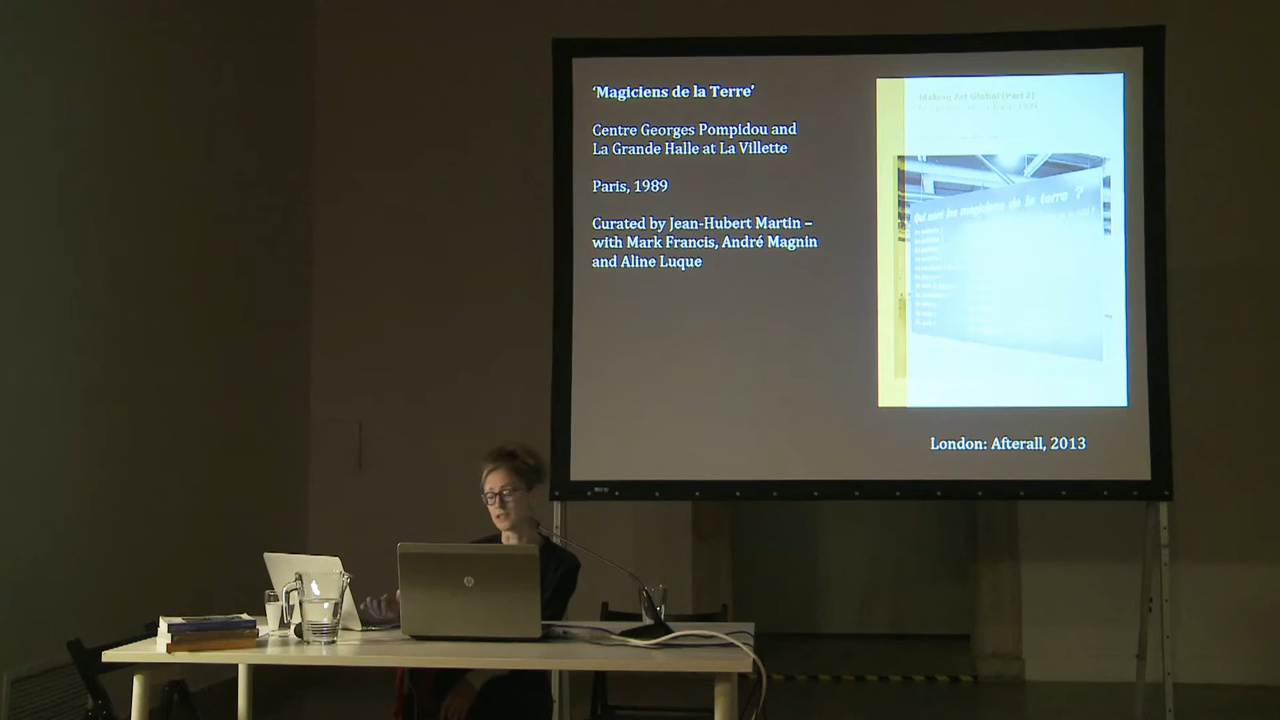 ‘Magiciens de la Terre’
Centre Georges Pompidou and
La Grande Halle at La Villette
Paris, 1989
Curated by Jean-Hubert Martin –
with Mark Francis, André Magnin
and Aline Luque
Making Art Global (Part 2)
Qui sont les magiciens de la terre ?
London: Afterall, 2013
hp